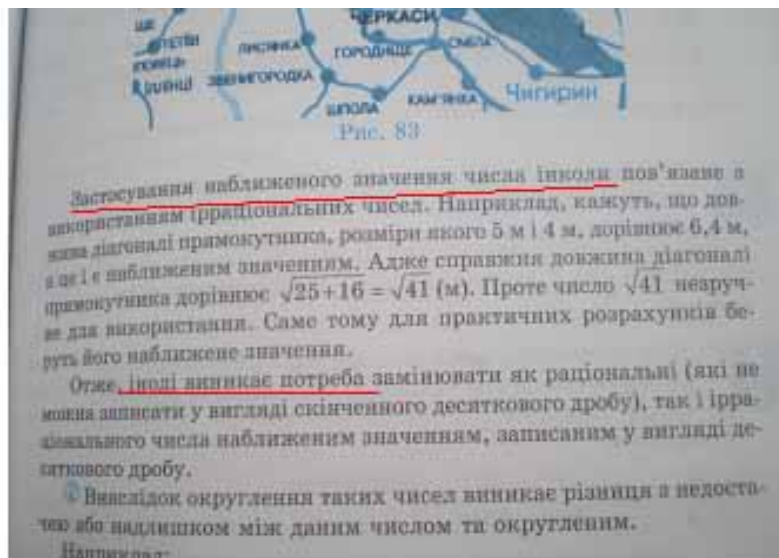 ЧЕРКАСИ
ЛИСЯНКА
ГОРОДИЩЕ
СМІЛА
ЗВЕНИГОРОДКА
ШПОЛА
КАМ'ЯНКА
Чигирин
Рис. 83
Застосування наближеного значення числа інколи пов'язане з
використанням ірраціональних чисел. Наприклад, кажуть, що дов-
жина діагоналі прямокутника, розміри якого 5 м і 4 м, дорівнює 6,4 м,
а це і є наближеним значенням. Адже справжня довжина діагоналі
прямокутника дорівнює √25+16 = √41 (м). Проте число √41 незруч-
не для використання. Саме тому для практичних розрахунків бе-
руть його наближене значення.
Отже, іноді виникає потреба замінювати як раціональні (які не
можна записати у вигляді скінченного десяткового дробу), так і ірра-
ціонального числа наближеним значенням, записаним у вигляді де-
сяткового дробу.
Внаслідок округлення таких чисел виникає різниця з недоста-
чею або надлишком між даним числом та округленим.
Наприклад: